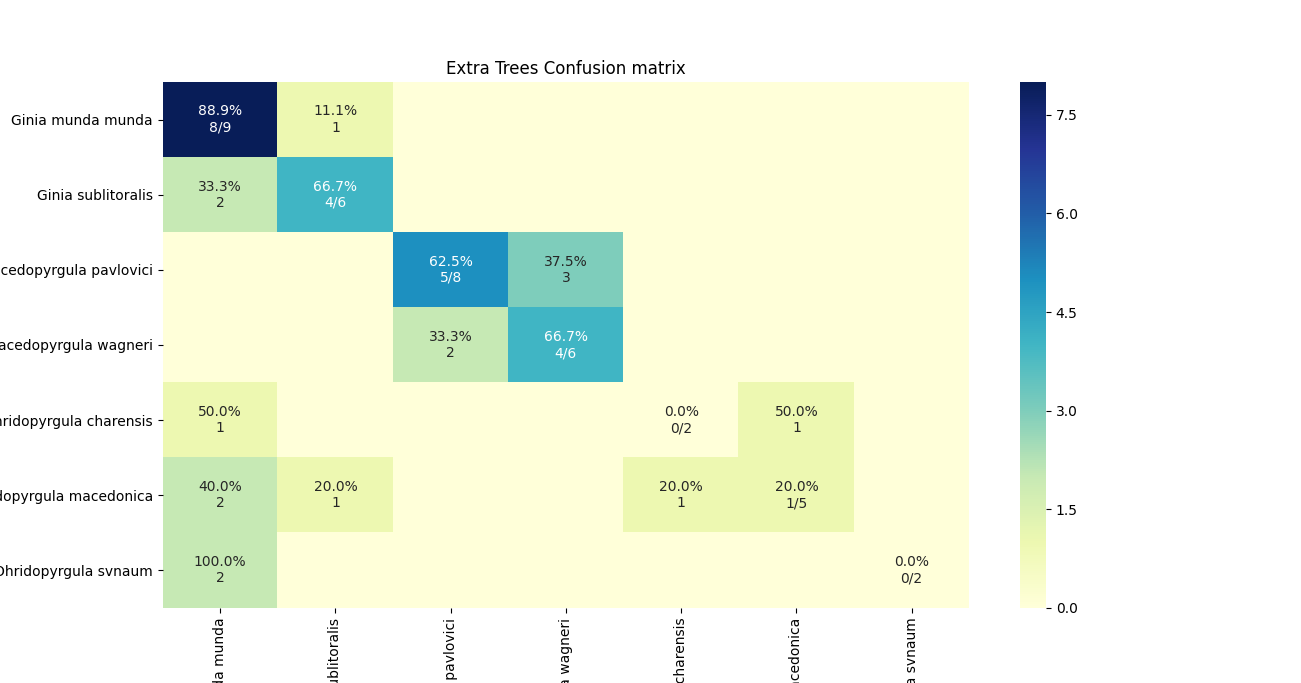 Extra Trees Confusion matrix
Ginia munda munda
88.9%
8/9
11.1%
1
Ginia sublitoralis
33.3%
2
66.7%
4/6
cedopyrgula pavlovici
62.5%
5/8
37.5%
3
acedopyrgula wagneri
33.3%
2
66.7%
4/6
hridopyrgula charensis
50.0%
1
0.0%
0/2
50.0%
1
dopyrgula macedonica
40.0%
2
20.0%
1
20.0%
1
20.0%
1/5
Ohridopyrgula svnaum
100.0%
2
0.0%
0/2
da munda
ublitoralis
pavlovici
a wagneri
charensis
cedonica
a svnaum
7.5
6.0
4.5
3.0
1.5
0.0